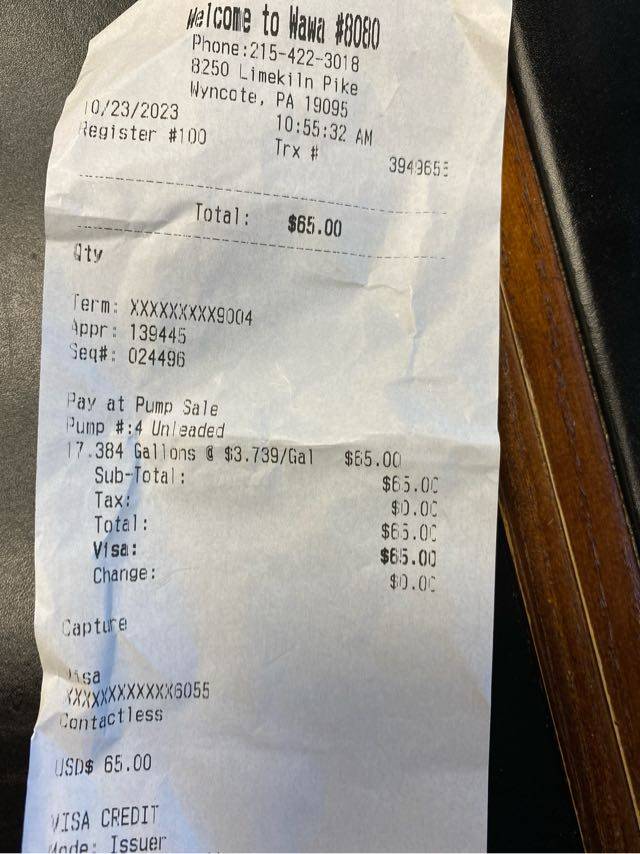 Welcome to Wawa #8080
Phone:215-422-3018
8250 Limekiln Pike
Wyncote, PA 19095
10/23/2023 10:55:32 AM
Register #100 Trx #
Total: $65.00
Qty
Term: XXXXXXXXX9004
Appr: 139445
Seq#: 024496
Pay at Pump Sale
Pump #:4 Unleaded
17.384 Gallons @ $3.739/Gal $65.00
Sub-Total: $65.00
Tax: $0.00
Total: $65.00
Visa: $65.00
Change: $0.00
Capture
Visa
XXXXXXXXXXXX6055
Contactless
USD$ 65.00
VISA CREDIT
Mode: Issuer